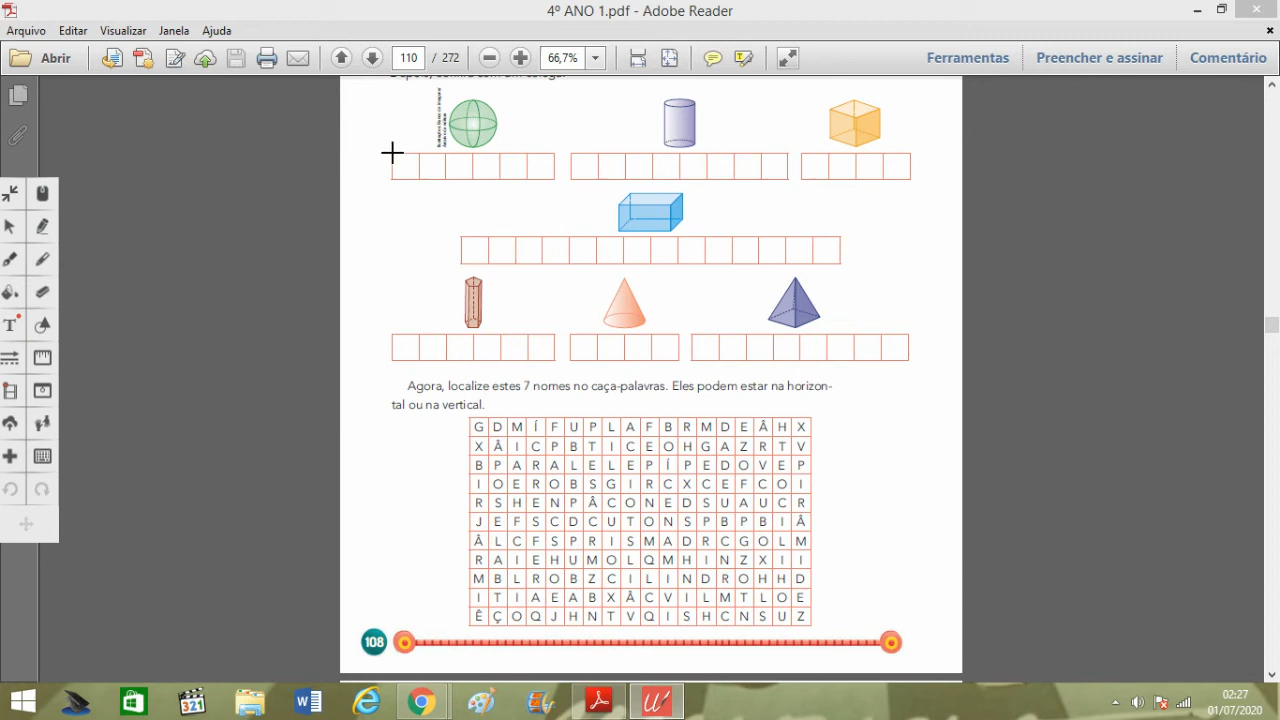 4º ANO 1.pdf - Adobe Reader
Arquivo Editar Visualizar Janela Ajuda
Abrir 110 / 272 66,7% Ferramentas Preencher e assinar Comentário
Agora, localize estes 7 nomes no caça-palavras. Eles podem estar na horizon-
tal ou na vertical.
G D M Í F U P L A F B R M D E Â H X
X Â I C P B T I C E O H G A Z R T V
B P A R A L E L E P Í P E D O V E P
I O E R O B S G I R C X C E F C O I
R S H E N P Â C O N E D S U A U C R
J E F S C D C U T O N S P B P B I Â
Â L C F S P R I S M A D R C G O L M
R A I E H U M O L Q M H I N Z X I I
M B L R O B Z C I L I N D R O H H D
I T I A E A B X Â C V I L M T L O E
Ê Ç O Q J H N T V Q I S H C N S U Z
108
321
02:27
01/07/2020